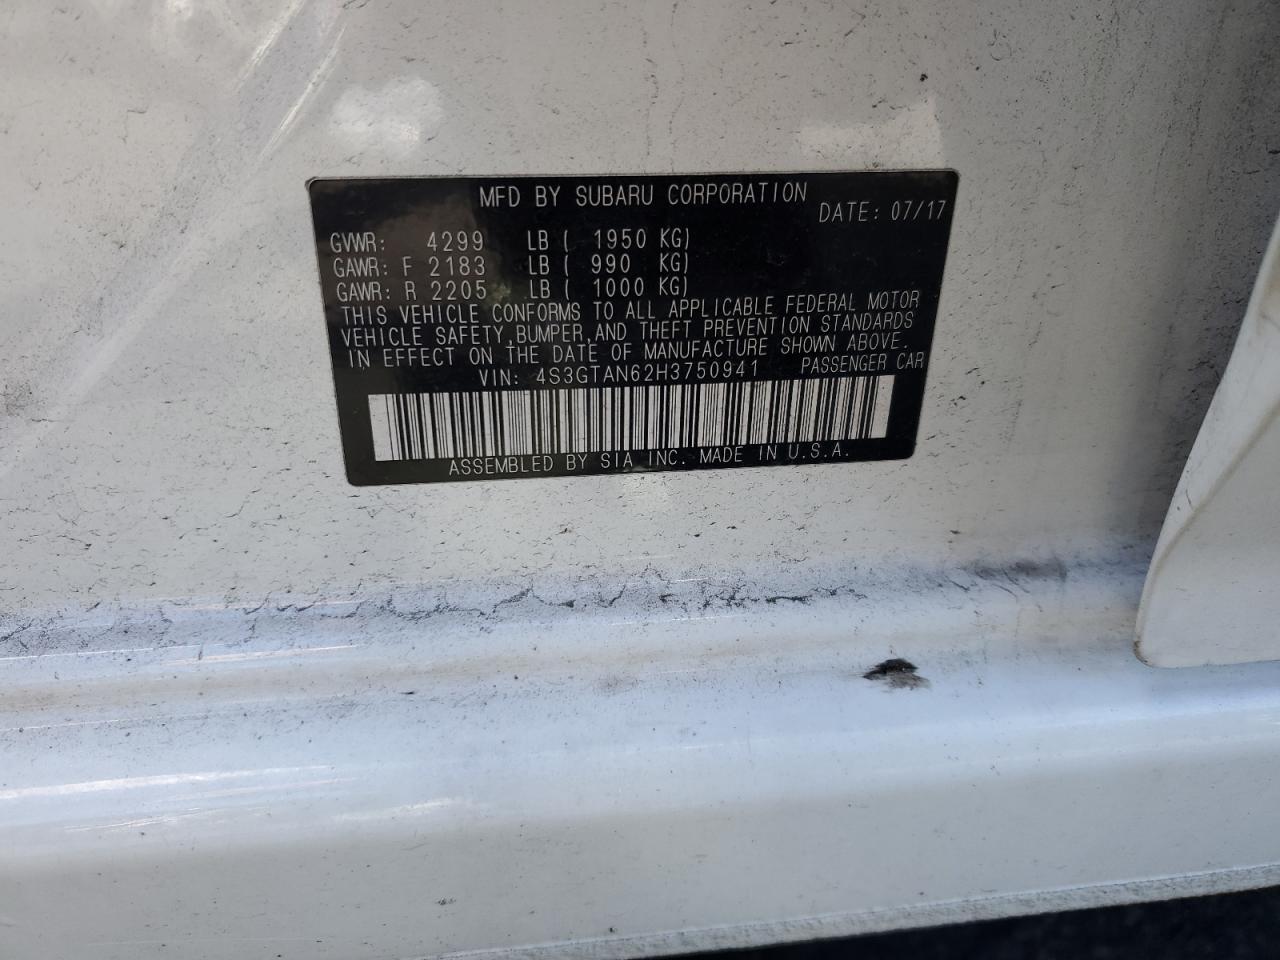 MFD BY SUBARU CORPORATION
DATE: 07/17
GVWR: 4299 LB ( 1950 KG)
GAWR: F 2183 LB ( 990 KG)
GAWR: R 2205 LB ( 1000 KG)
THIS VEHICLE CONFORMS TO ALL APPLICABLE FEDERAL MOTOR
VEHICLE SAFETY,BUMPER,AND THEFT PREVENTION STANDARDS
IN EFFECT ON THE DATE OF MANUFACTURE SHOWN ABOVE.
VIN: 4S3GTAN62H3750941 PASSENGER CAR
ASSEMBLED BY SIA INC. MADE IN U.S.A.